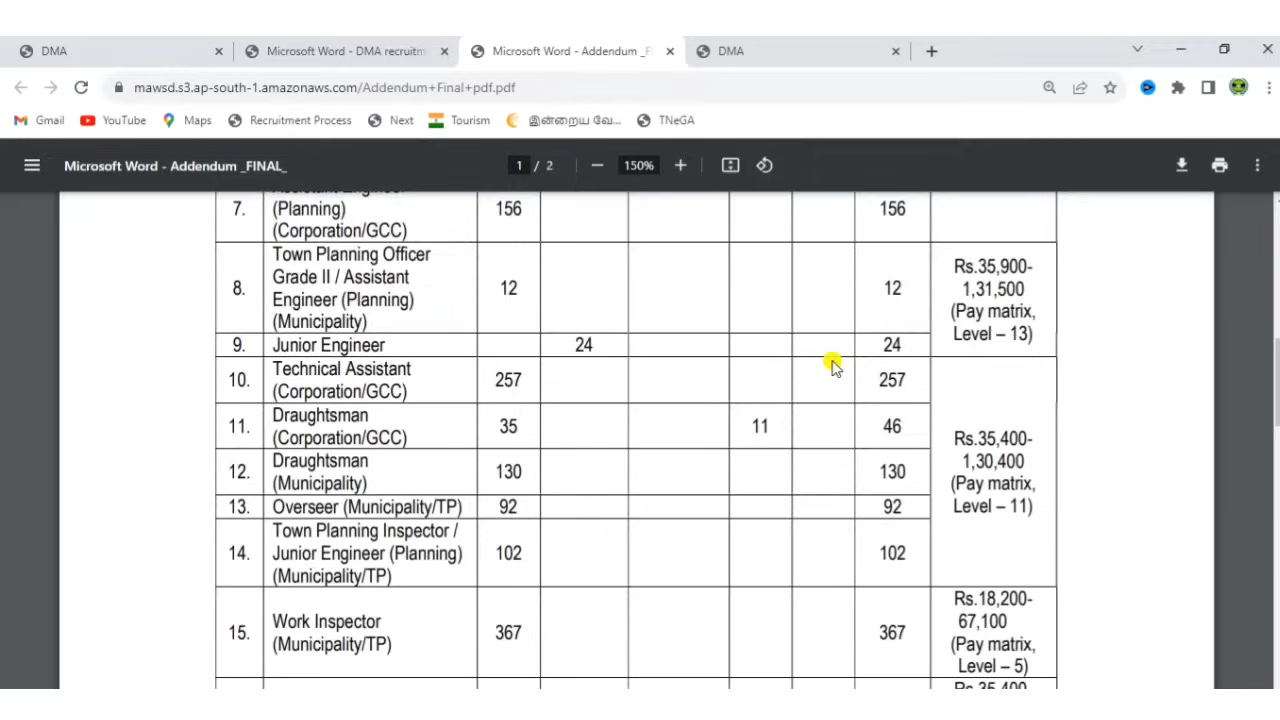 DMA
Microsoft Word - DMA recruitm
Microsoft Word - Addendum _F
DMA
mawsd.s3.ap-south-1.amazonaws.com/Addendum+Final+pdf.pdf
Gmail
YouTube
Maps
Recruitment Process
Next
Tourism
இன்றைய வே...
TNeGA
Microsoft Word - Addendum _FINAL_
1 / 2
150%
Assistant Engineer
7. (Planning) 156 156
(Corporation/GCC)
Town Planning Officer
Grade II / Assistant
8. Engineer (Planning) 12 12
(Municipality)
Rs.35,900-
1,31,500
(Pay matrix,
Level – 13)
9. Junior Engineer 24 24
10. Technical Assistant 257 257
(Corporation/GCC)
11. Draughtsman 35 11 46
(Corporation/GCC)
12. Draughtsman 130 130
(Municipality)
13. Overseer (Municipality/TP) 92 92
Town Planning Inspector /
14. Junior Engineer (Planning) 102 102
(Municipality/TP)
Rs.35,400-
1,30,400
(Pay matrix,
Level – 11)
15. Work Inspector 367 367
(Municipality/TP)
Rs.18,200-
67,100
(Pay matrix,
Level – 5)
Rs.35,400